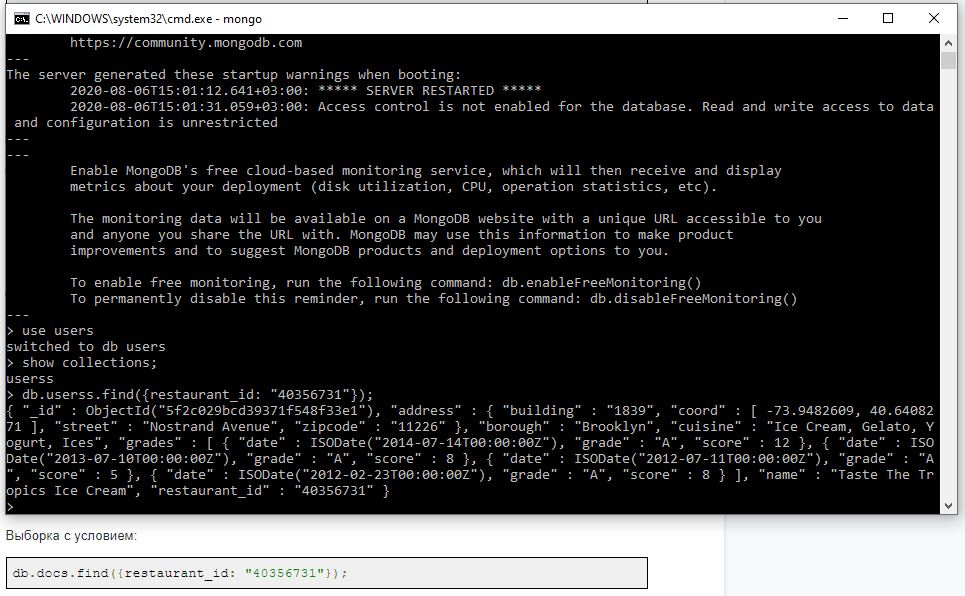 C:\WINDOWS\system32\cmd.exe - mongo
https://community.mongodb.com
---
The server generated these startup warnings when booting:
2020-08-06T15:01:12.641+03:00: ***** SERVER RESTARTED *****
2020-08-06T15:01:31.059+03:00: Access control is not enabled for the database. Read and write access to data
and configuration is unrestricted
---
---
Enable MongoDB's free cloud-based monitoring service, which will then receive and display
metrics about your deployment (disk utilization, CPU, operation statistics, etc).
The monitoring data will be available on a MongoDB website with a unique URL accessible to you
and anyone you share the URL with. MongoDB may use this information to make product
improvements and to suggest MongoDB products and deployment options to you.
To enable free monitoring, run the following command: db.enableFreeMonitoring()
To permanently disable this reminder, run the following command: db.disableFreeMonitoring()
---
> use users
switched to db users
> show collections;
userss
> db.userss.find({restaurant_id: "40356731"});
{ "_id" : ObjectId("5f2c029bcd39371f548f33e1"), "address" : { "building" : "1839", "coord" : [ -73.9482609, 40.64082
71 ], "street" : "Nostrand Avenue", "zipcode" : "11226" }, "borough" : "Brooklyn", "cuisine" : "Ice Cream, Gelato, Y
ogurt, Ices", "grades" : [ { "date" : ISODate("2014-07-14T00:00:00Z"), "grade" : "A", "score" : 12 }, { "date" : ISO
Date("2013-07-10T00:00:00Z"), "grade" : "A", "score" : 8 }, { "date" : ISODate("2012-07-11T00:00:00Z"), "grade" : "A
", "score" : 5 }, { "date" : ISODate("2012-02-23T00:00:00Z"), "grade" : "A", "score" : 8 } ], "name" : "Taste The Tr
opics Ice Cream", "restaurant_id" : "40356731" }
>
Выборка с условием:
db.docs.find({restaurant_id: "40356731"});